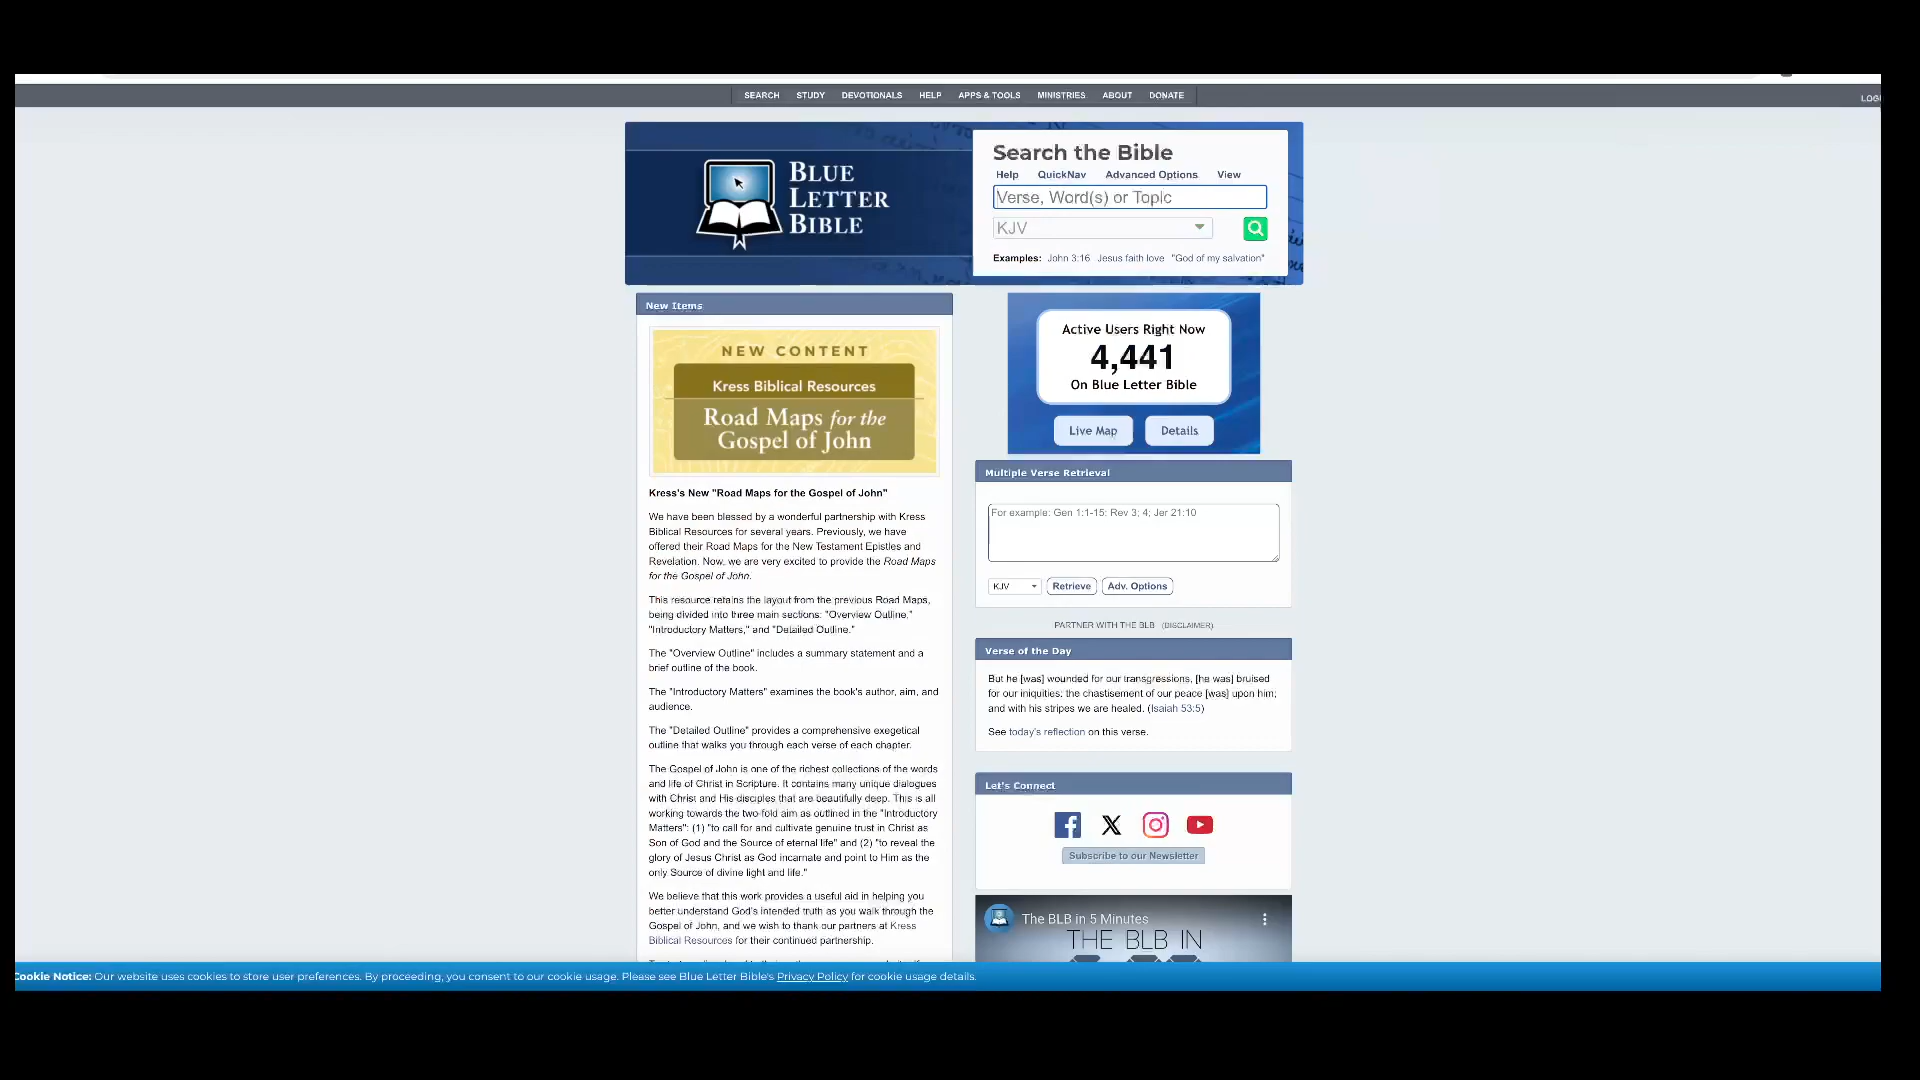 SEARCH STUDY DEVOTIONALS HELP APPS & TOOLS MINISTRIES ABOUT DONATE
BLUE
LETTER
BIBLE
Search the Bible
Help QuickNav Advanced Options View
Verse, Word(s) or Topic
KJV
Examples: John 3:16 Jesus faith love "God of my salvation"
New Items
NEW CONTENT
Kress Biblical Resources
Road Maps for the
Gospel of John
Kress's New "Road Maps for the Gospel of John"
We have been blessed by a wonderful partnership with Kress
Biblical Resources for several years. Previously, we have
offered their Road Maps for the New Testament Epistles and
Revelation. Now, we are very excited to provide the Road Maps
for the Gospel of John.
This resource retains the layout from the previous Road Maps,
being divided into three main sections: "Overview Outline,"
"Introductory Matters," and "Detailed Outline."
The "Overview Outline" includes a summary statement and a
brief outline of the book.
The "Introductory Matters" examines the book's author, aim, and
audience.
The "Detailed Outline" provides a comprehensive exegetical
outline that walks you through each verse of each chapter.
The Gospel of John is one of the richest collections of the words
and life of Christ in Scripture. It contains many unique dialogues
with Christ and His disciples that are beautifully deep. This is all
working towards the two-fold aim as outlined in the "Introductory
Matters": (1) "to call for and cultivate genuine trust in Christ as
Son of God and the Source of eternal life" and (2) "to reveal the
glory of Jesus Christ as God incarnate and point to Him as the
only Source of divine light and life."
We believe that this work provides a useful aid in helping you
better understand God's intended truth as you walk through the
Gospel of John, and we wish to thank our partners at Kress
Biblical Resources for their continued partnership.
Active Users Right Now
4,441
On Blue Letter Bible
Live Map Details
Multiple Verse Retrieval
For example: Gen 1:1-15; Rev 3; 4; Jer 21:10
KJV Retrieve Adv. Options
PARTNER WITH THE BLB (DISCLAIMER)
Verse of the Day
But he [was] wounded for our transgressions, [he was] bruised
for our iniquities: the chastisement of our peace [was] upon him;
and with his stripes we are healed. (Isaiah 53:5)
See today's reflection on this verse.
Let's Connect
Subscribe to our Newsletter
The BLB in 5 Minutes
THE BLB IN
Cookie Notice: Our website uses cookies to store user preferences. By proceeding, you consent to our cookie usage. Please see Blue Letter Bible's Privacy Policy for cookie usage details.